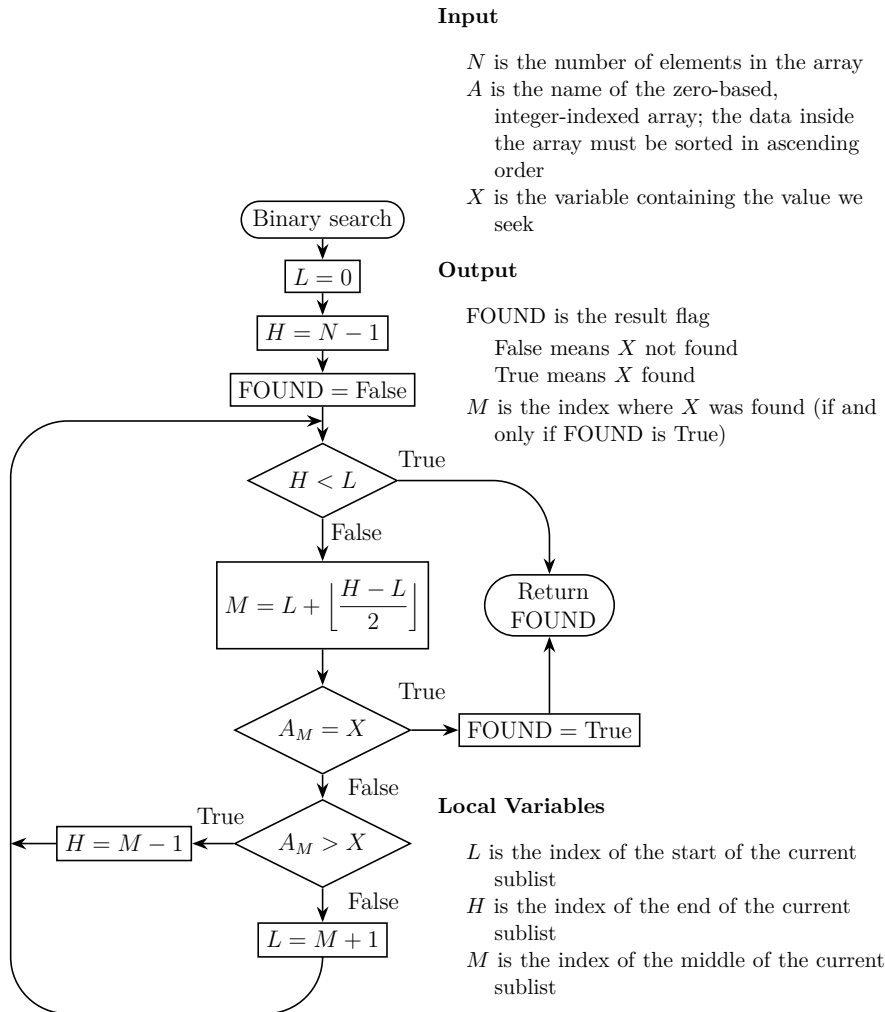 Input
N is the number of elements in the array
A is the name of the zero-based,
integer-indexed array; the data inside
the array must be sorted in ascending
order
X is the variable containing the value we
seek
Binary search
L = 0
H = N − 1
FOUND = False
Output
FOUND is the result flag
False means X not found
True means X found
M is the index where X was found (if and
only if FOUND is True)
H < L
True
False
M = L + ⌊(H − L)/2⌋
Return
FOUND
A_M = X
True
FOUND = True
False
A_M > X
True
H = M − 1
False
L = M + 1
Local Variables
L is the index of the start of the current
sublist
H is the index of the end of the current
sublist
M is the index of the middle of the current
sublist